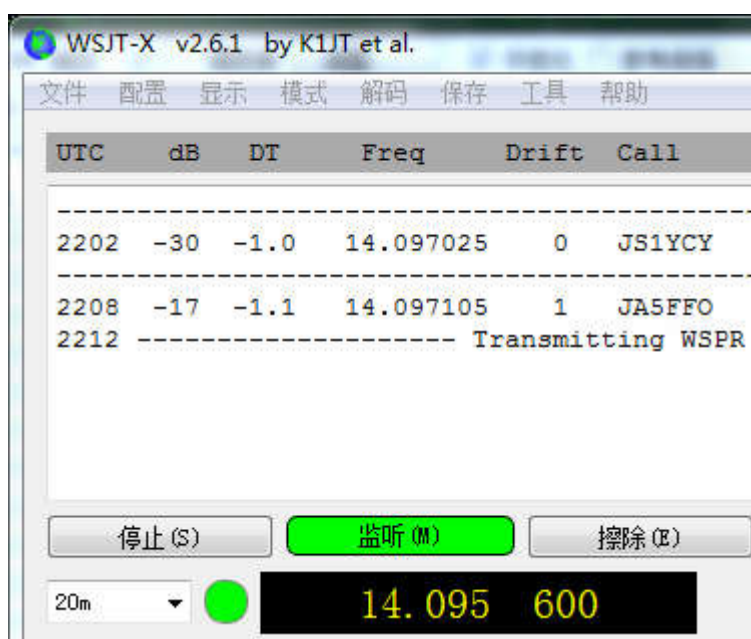 WSJT-X v2.6.1 by K1JT et al.
文件 配置 显示 模式 解码 保存 工具 帮助
UTC dB DT Freq Drift Call
------------------------------------------------
2202 -30 -1.0 14.097025 0 JS1YCY
------------------------------------------------
2208 -17 -1.1 14.097105 1 JA5FFO
2212 -------------------- Transmitting WSPR
停止(S) 监听(M) 擦除(E)
20m 14.095 600